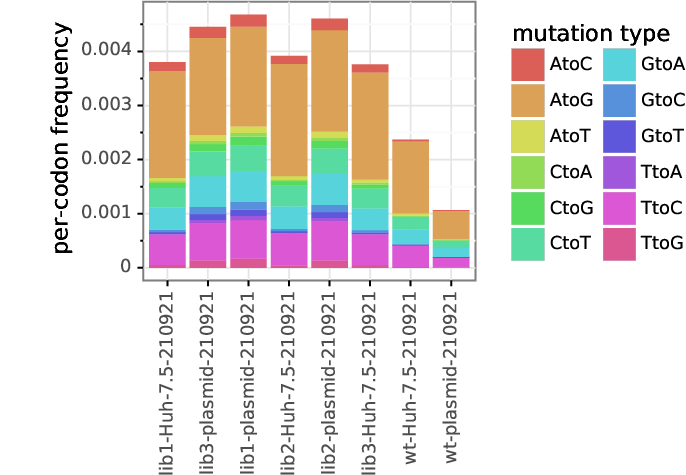 per-codon frequency
0.004
0.003
0.002
0.001
0
lib1-Huh-7.5-210921
lib3-plasmid-210921
lib1-plasmid-210921
lib2-Huh-7.5-210921
lib2-plasmid-210921
lib3-Huh-7.5-210921
wt-Huh-7.5-210921
wt-plasmid-210921
mutation type
AtoC
AtoG
AtoT
CtoA
CtoG
CtoT
GtoA
GtoC
GtoT
TtoA
TtoC
TtoG